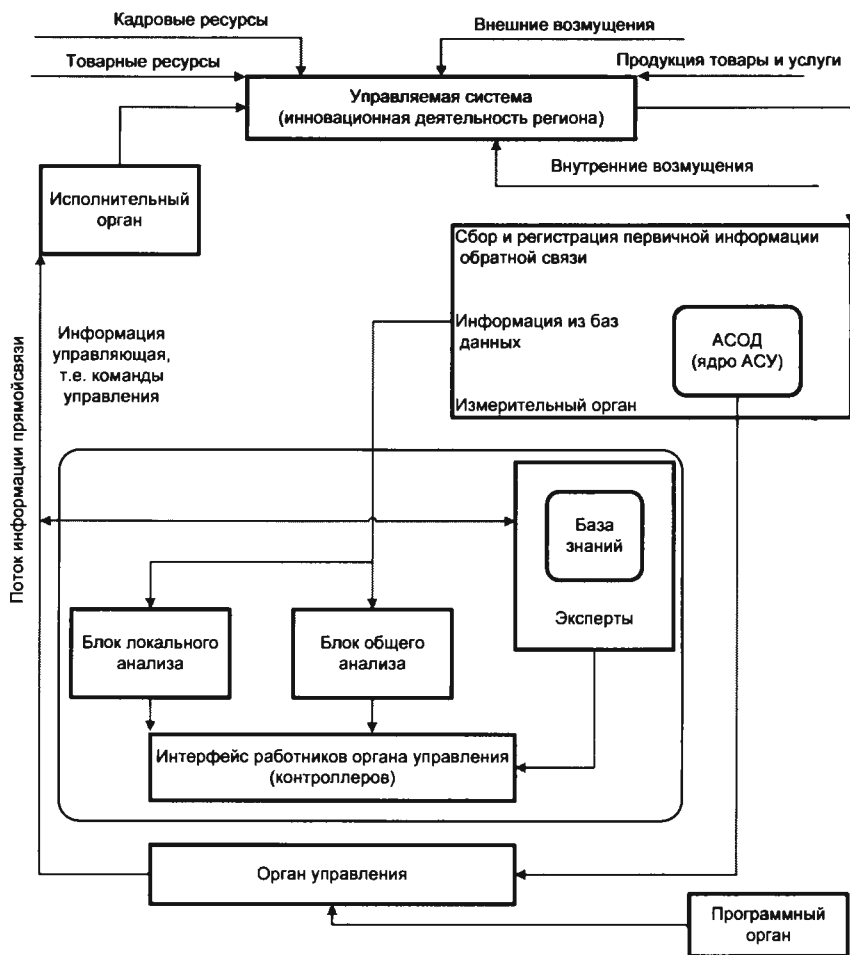 Кадровые ресурсы
Внешние возмущения
Товарные ресурсы
Продукция товары и услуги
Управляемая система
(инновационная деятельность региона)
Внутренние возмущения
Исполнительный
орган
Сбор и регистрация первичной информации
обратной связи
Информация из баз
данных
АСОД
(ядро АСУ)
Измерительный орган
Информация
управляющая,
т.е. команды
управления
Поток информации прямойсвязи
База
знаний
Эксперты
Блок локального
анализа
Блок общего
анализа
Интерфейс работников органа управления
(контроллеров)
Орган управления
Программный
орган